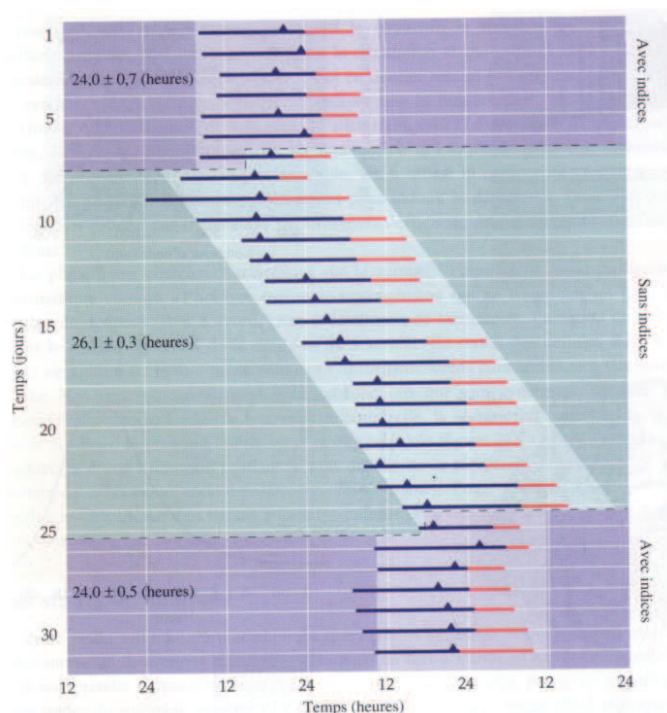 1
Avec indices
24,0 ± 0,7 (heures)
5
10
Sans indices
Temps (jours)
15
26,1 ± 0,3 (heures)
20
25
Avec indices
24,0 ± 0,5 (heures)
30
12 24 12 24 12 24 12 24
Temps (heures)